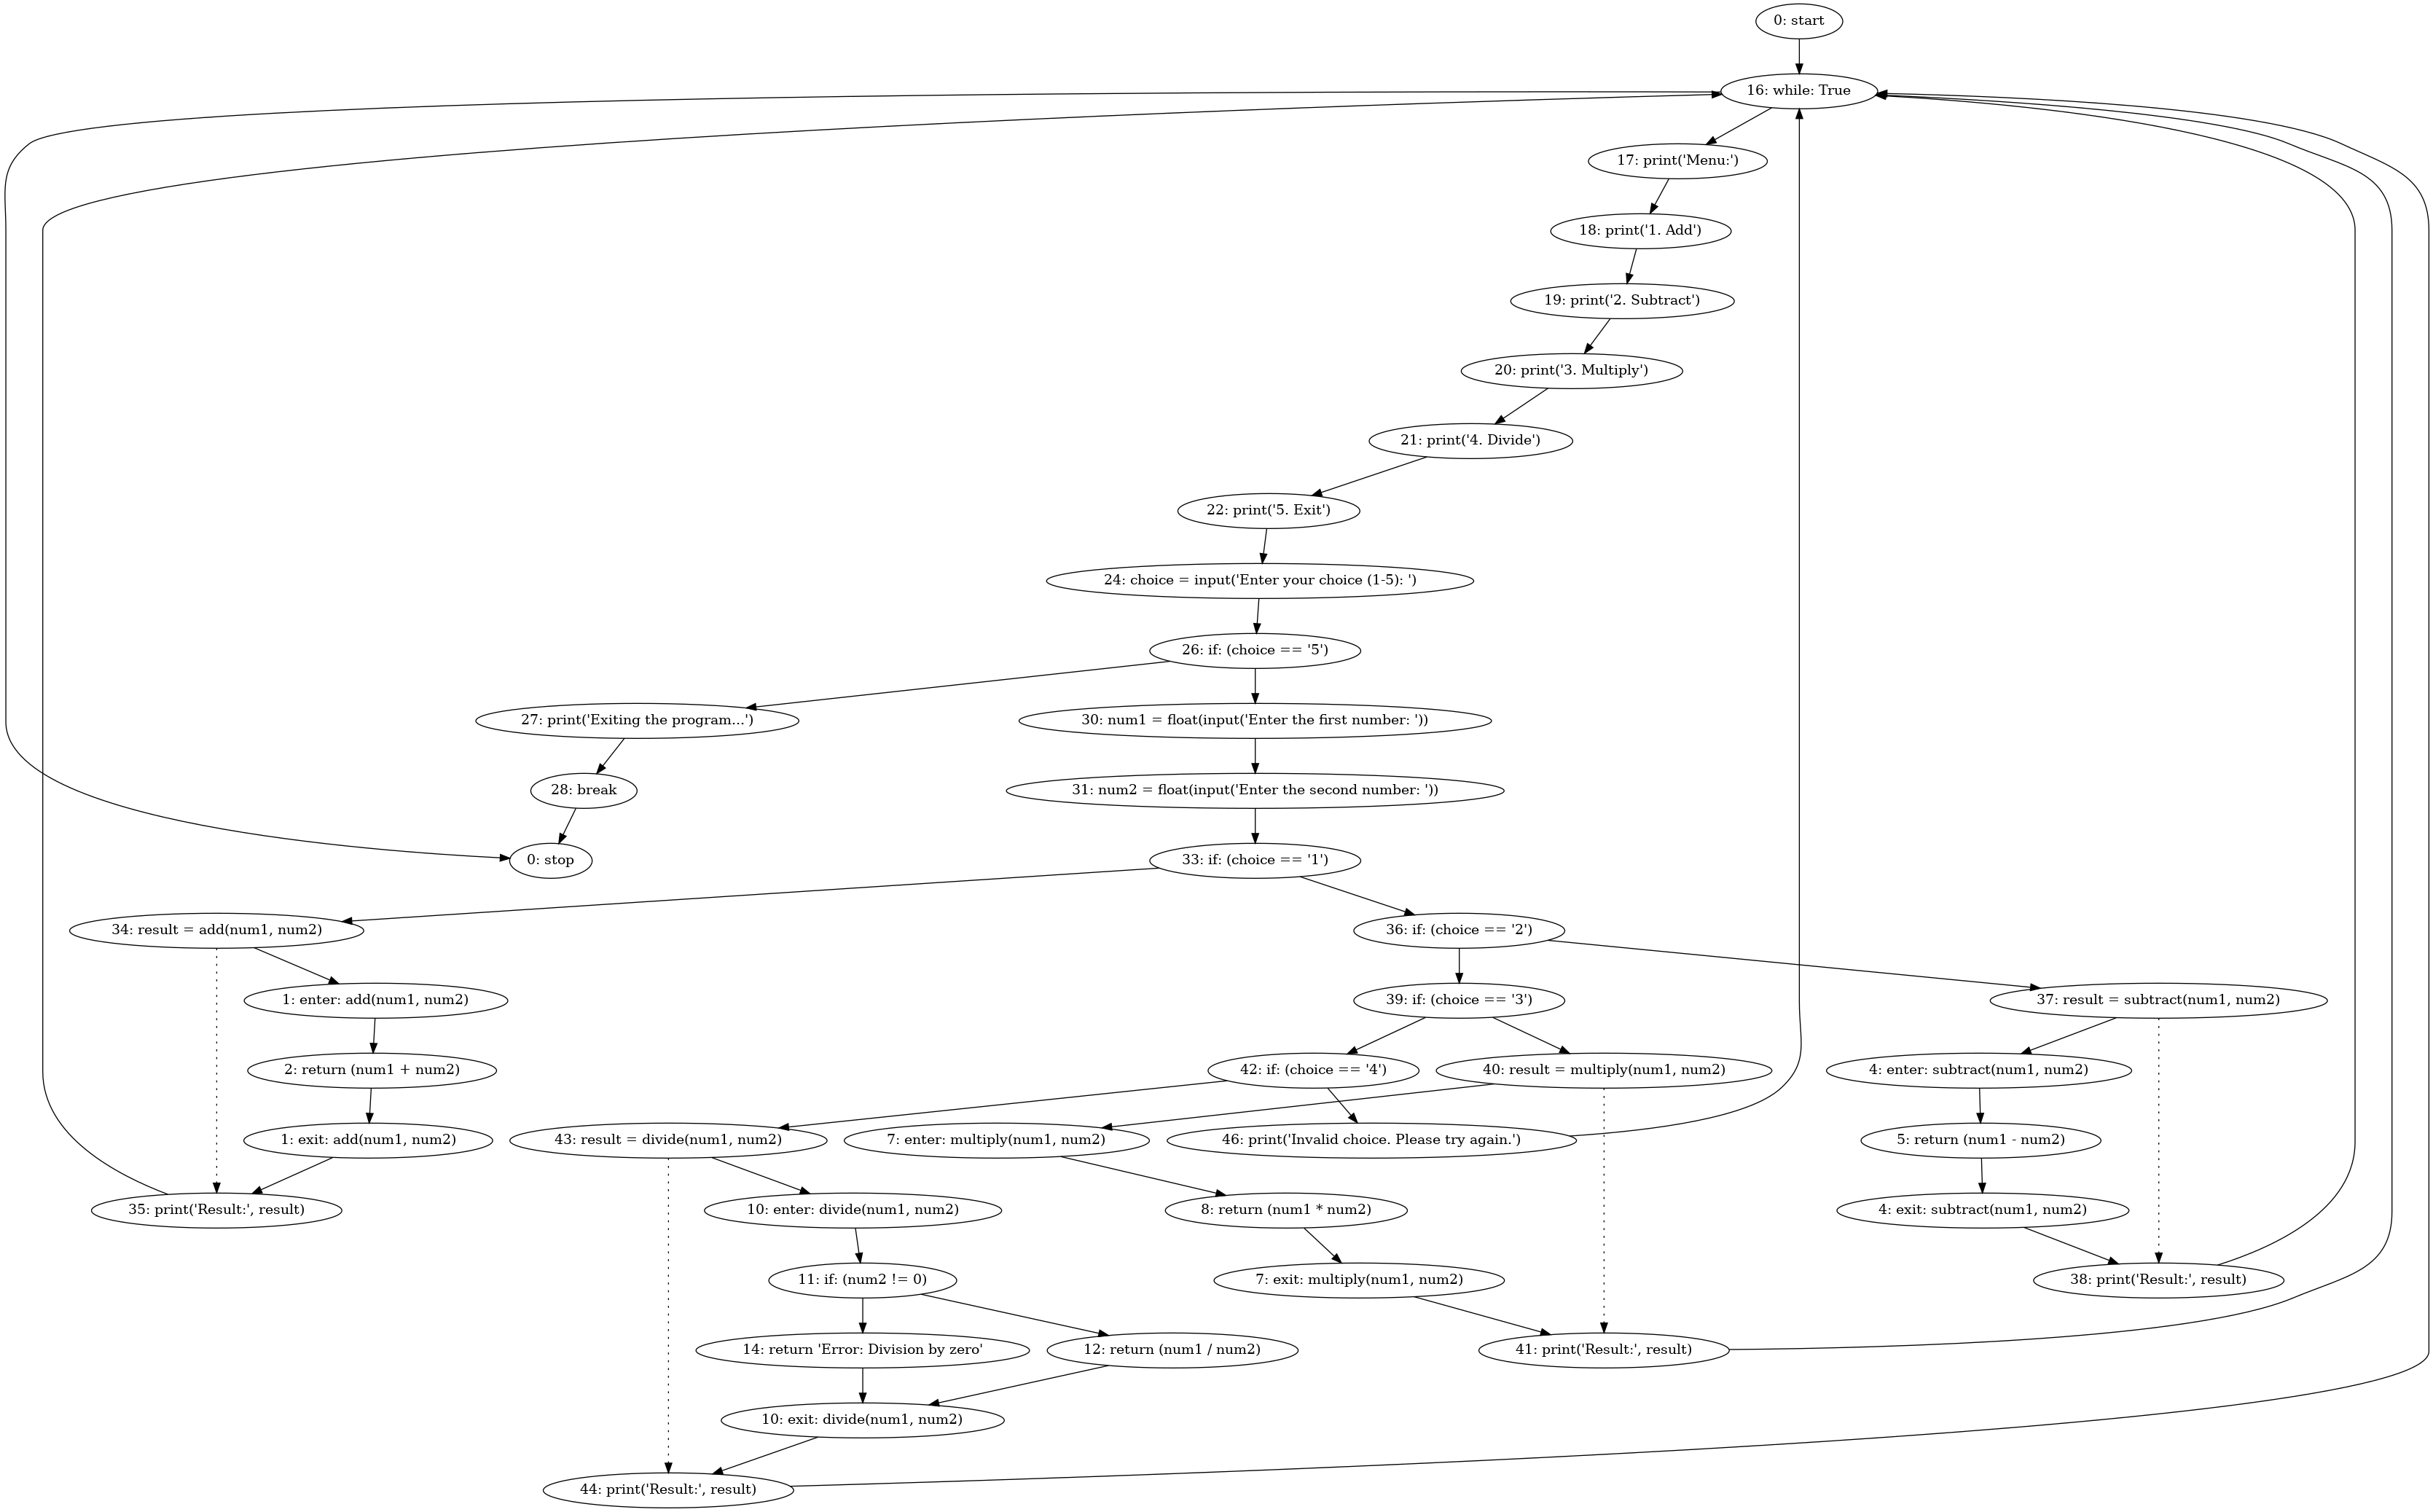 0: start
16: while: True
17: print('Menu:')
18: print('1. Add')
19: print('2. Subtract')
20: print('3. Multiply')
21: print('4. Divide')
22: print('5. Exit')
24: choice = input('Enter your choice (1-5): ')
26: if: (choice == '5')
27: print('Exiting the program...')
30: num1 = float(input('Enter the first number: '))
28: break
31: num2 = float(input('Enter the second number: '))
0: stop
33: if: (choice == '1')
34: result = add(num1, num2)
36: if: (choice == '2')
1: enter: add(num1, num2)
39: if: (choice == '3')
37: result = subtract(num1, num2)
2: return (num1 + num2)
42: if: (choice == '4')
40: result = multiply(num1, num2)
4: enter: subtract(num1, num2)
1: exit: add(num1, num2)
43: result = divide(num1, num2)
7: enter: multiply(num1, num2)
46: print('Invalid choice. Please try again.')
5: return (num1 - num2)
35: print('Result:', result)
10: enter: divide(num1, num2)
8: return (num1 * num2)
4: exit: subtract(num1, num2)
11: if: (num2 != 0)
7: exit: multiply(num1, num2)
38: print('Result:', result)
14: return 'Error: Division by zero'
12: return (num1 / num2)
41: print('Result:', result)
10: exit: divide(num1, num2)
44: print('Result:', result)